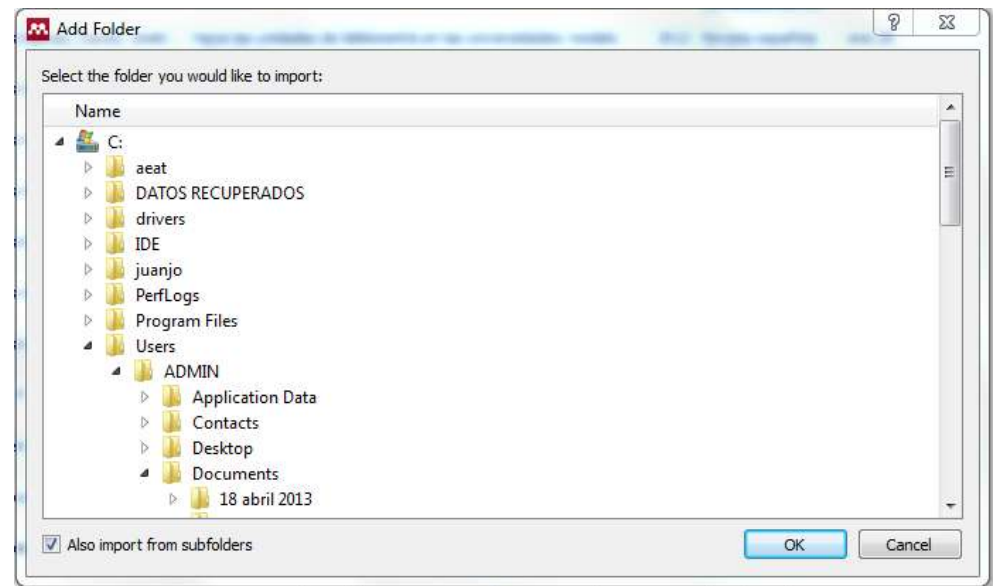 Add Folder
Select the folder you would like to import:
Name
C:
aeat
DATOS RECUPERADOS
drivers
IDE
juanjo
PerfLogs
Program Files
Users
ADMIN
Application Data
Contacts
Desktop
Documents
18 abril 2013
Also import from subfolders
OK
Cancel